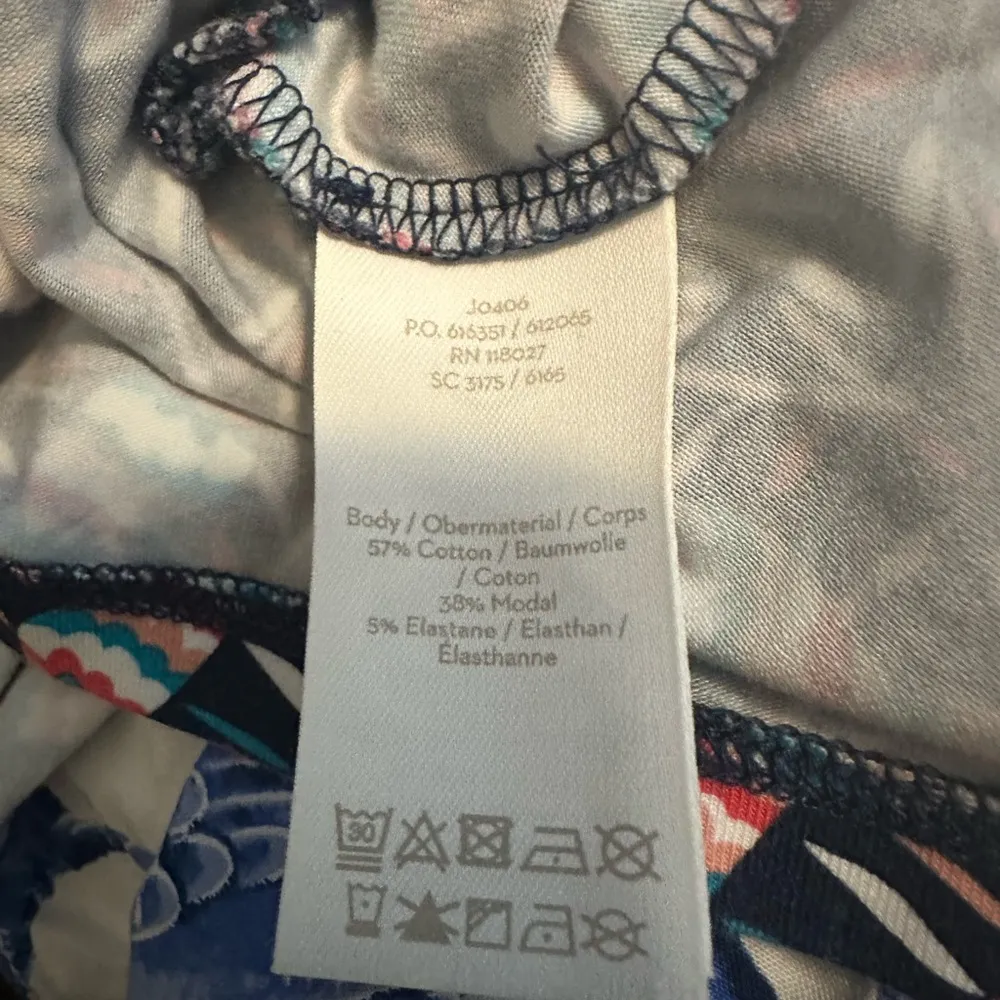 J0406
P.O. 616357 / 612065
RN 118027
SC 3175 / 6165
Body / Obermaterial / Corps
57% Cotton / Baumwolle
/ Coton
38% Modal
5% Elastane / Elasthan /
Élasthanne
30